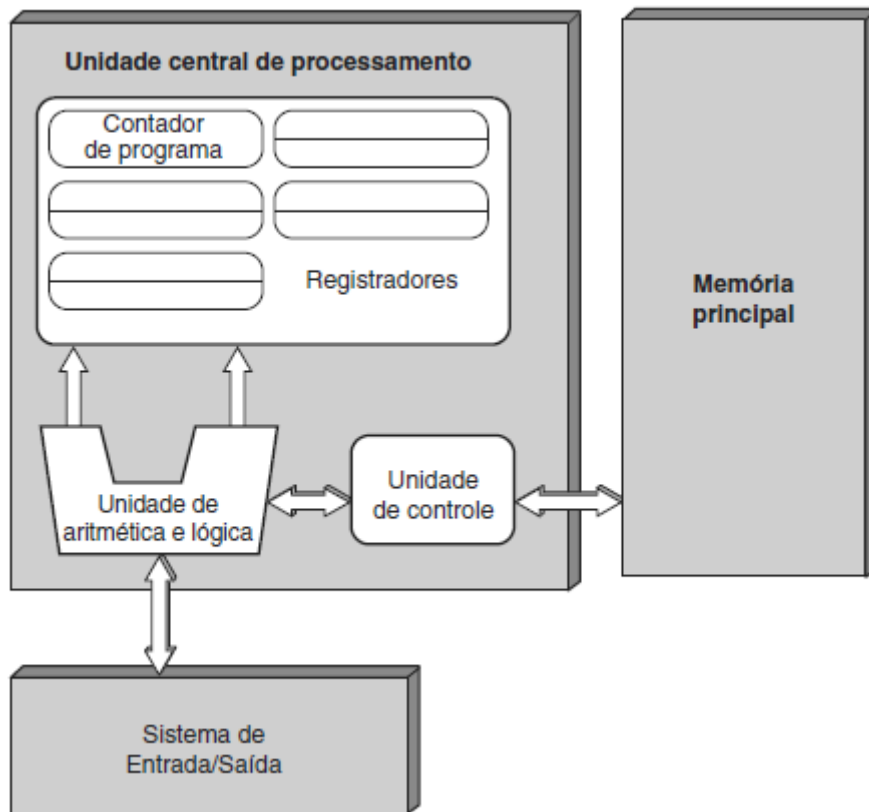 Unidade central de processamento
Contador
de programa
Registradores
Memória
principal
Unidade de
aritmética e lógica
Unidade
de controle
Sistema de
Entrada/Saída